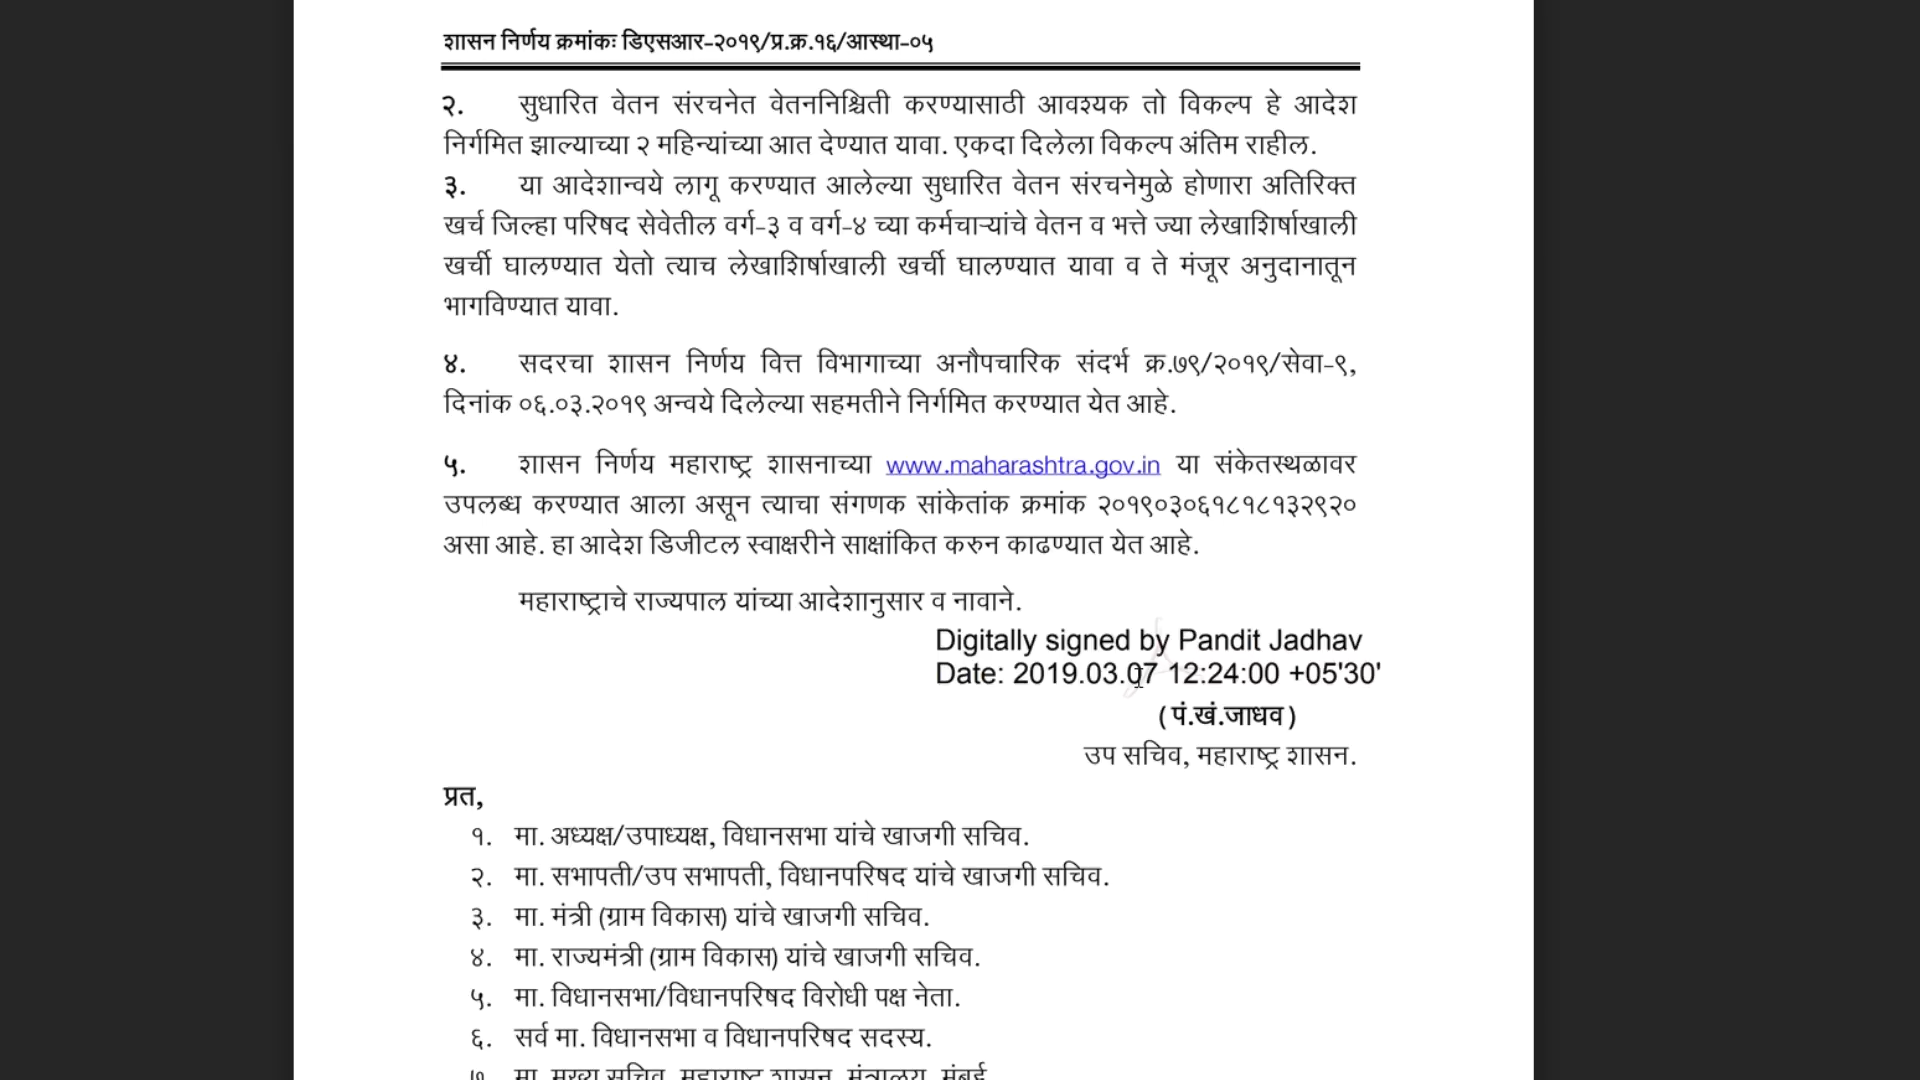 शासन निर्णय क्रमांकः डिएसआर-२०१९/प्र.क्र.१६/आस्था-०५
२. सुधारित वेतन संरचनेत वेतननिश्चिती करण्यासाठी आवश्यक तो विकल्प हे आदेश
निर्गमित झाल्याच्या २ महिन्यांच्या आत देण्यात यावा. एकदा दिलेला विकल्प अंतिम राहील.
३. या आदेशान्वये लागू करण्यात आलेल्या सुधारित वेतन संरचनेमुळे होणारा अतिरिक्त
खर्च जिल्हा परिषद सेवेतील वर्ग-३ व वर्ग-४ च्या कर्मचाऱ्यांचे वेतन व भत्ते ज्या लेखाशिर्षाखाली
खर्ची घालण्यात येतो त्याच लेखाशिर्षाखाली खर्ची घालण्यात यावा व ते मंजूर अनुदानातून
भागविण्यात यावा.
४. सदरचा शासन निर्णय वित्त विभागाच्या अनौपचारिक संदर्भ क्र.७९/२०१९/सेवा-९,
दिनांक ०६.०३.२०१९ अन्वये दिलेल्या सहमतीने निर्गमित करण्यात येत आहे.
५. शासन निर्णय महाराष्ट्र शासनाच्या www.maharashtra.gov.in या संकेतस्थळावर
उपलब्ध करण्यात आला असून त्याचा संगणक सांकेतांक क्रमांक २०१९०३०६१८१८१३२९२०
असा आहे. हा आदेश डिजीटल स्वाक्षरीने साक्षांकित करुन काढण्यात येत आहे.
महाराष्ट्राचे राज्यपाल यांच्या आदेशानुसार व नावाने.
Digitally signed by Pandit Jadhav
Date: 2019.03.07 12:24:00 +05'30'
(पं.खं.जाधव)
उप सचिव, महाराष्ट्र शासन.
प्रत,
१. मा. अध्यक्ष/उपाध्यक्ष, विधानसभा यांचे खाजगी सचिव.
२. मा. सभापती/उप सभापती, विधानपरिषद यांचे खाजगी सचिव.
३. मा. मंत्री (ग्राम विकास) यांचे खाजगी सचिव.
४. मा. राज्यमंत्री (ग्राम विकास) यांचे खाजगी सचिव.
५. मा. विधानसभा/विधानपरिषद विरोधी पक्ष नेता.
६. सर्व मा. विधानसभा व विधानपरिषद सदस्य.
७. मा. मुख्य सचिव, महाराष्ट्र शासन, मंत्रालय, मुंबई